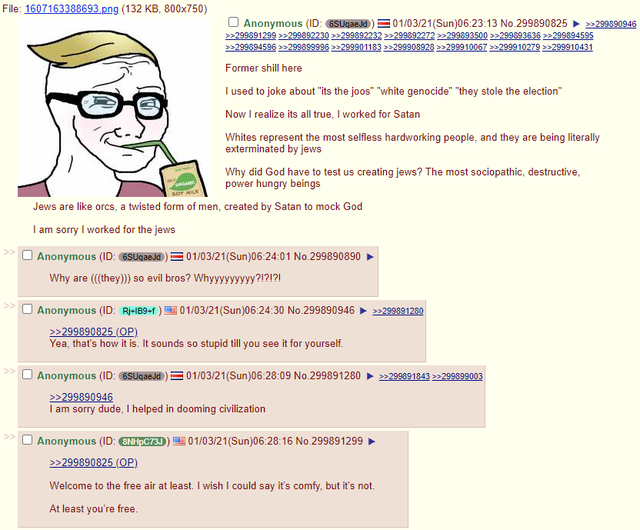 File: 1607163388693.png (132 KB, 800x750)
Anonymous (ID: 6SUqaeJd) 01/03/21(Sun)06:23:13 No.299890825 ▶ >>299890946
>>299891299 >>299892230 >>299892232 >>299892272 >>299893500 >>299893636 >>299894595
>>299894596 >>299899996 >>299901183 >>299908928 >>299910067 >>299910279 >>299910431
Former shill here
I used to joke about "its the joos" "white genocide" "they stole the election"
Now I realize its all true, I worked for Satan
Whites represent the most selfless hardworking people, and they are being literally
exterminated by jews
Why did God have to test us creating jews? The most sociopathic, destructive,
power hungry beings
ORGANIC
SOY MILK
Jews are like orcs, a twisted form of men, created by Satan to mock God
I am sorry I worked for the jews
>> Anonymous (ID: 6SUqaeJd) 01/03/21(Sun)06:24:01 No.299890890 ▶
Why are (((they))) so evil bros? Whyyyyyyyy?!?!?!
>> Anonymous (ID: Rj+IB9+f) 01/03/21(Sun)06:24:30 No.299890946 ▶ >>299891280
>>299890825 (OP)
Yea, that's how it is. It sounds so stupid till you see it for yourself.
>> Anonymous (ID: 6SUqaeJd) 01/03/21(Sun)06:28:09 No.299891280 ▶ >>299891843 >>299899003
>>299890946
I am sorry dude, I helped in dooming civilization
>> Anonymous (ID: 8NHpC73J) 01/03/21(Sun)06:28:16 No.299891299 ▶
>>299890825 (OP)
Welcome to the free air at least. I wish I could say it's comfy, but it's not.
At least you're free.